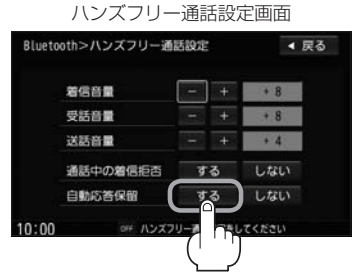 ハンズフリー通話設定画面
Bluetooth>ハンズフリー通話設定 ◀ 戻る
着信音量 － ＋ + 8
受話音量 － ＋ + 8
送話音量 － ＋ + 4
通話中の着信拒否 する しない
自動応答保留 する しない
10:00 OFF ハンズフリー してください